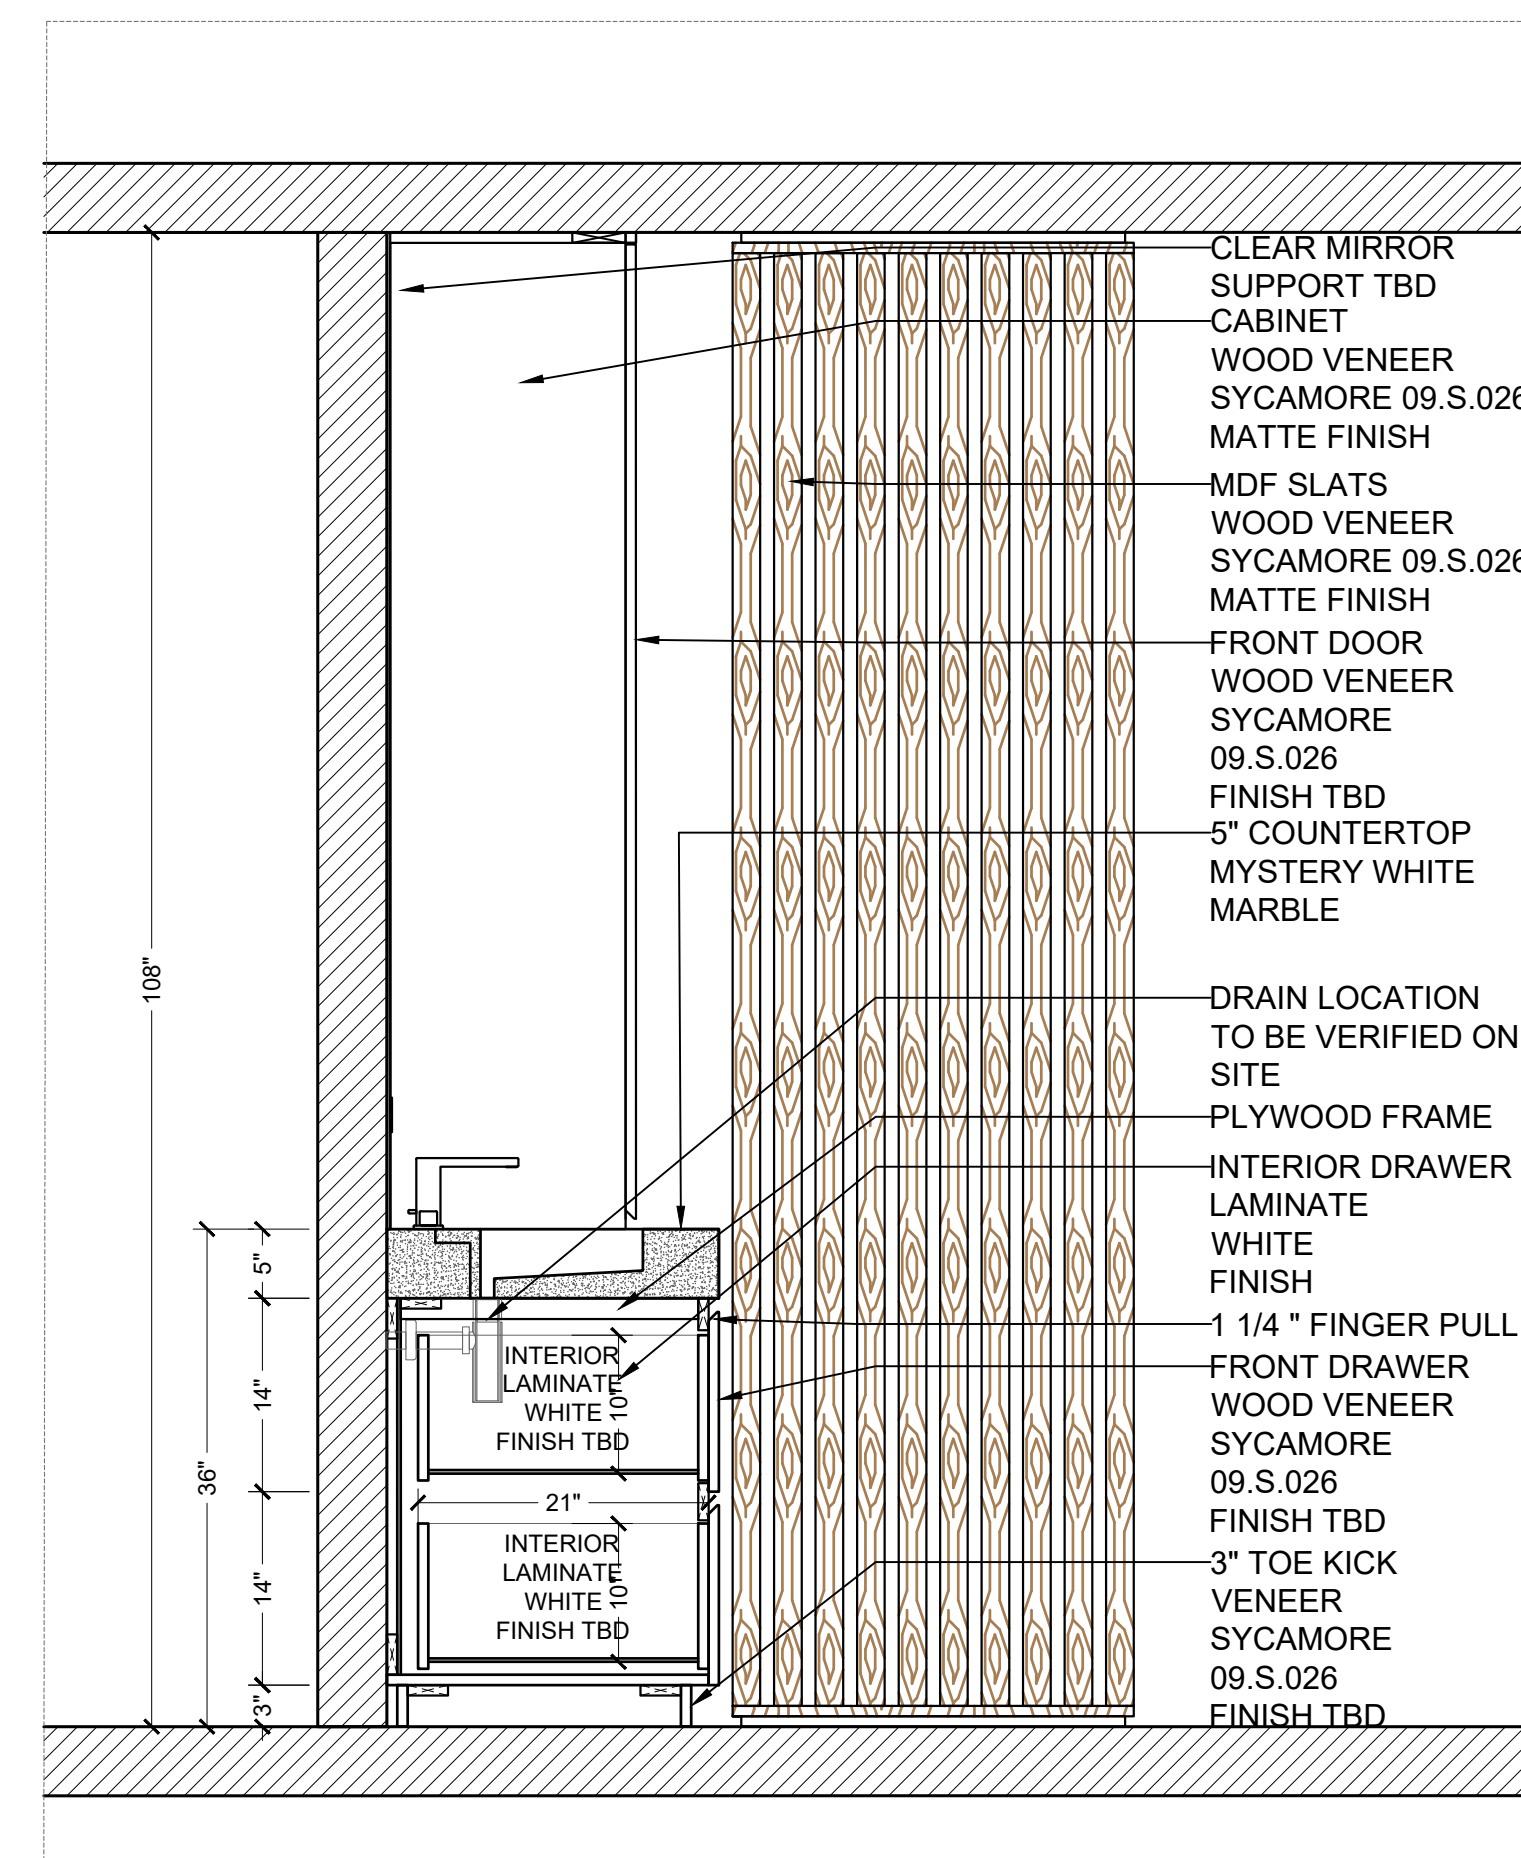 CLEAR MIRROR
SUPPORT TBD
CABINET
WOOD VENEER
SYCAMORE 09.S.026
MATTE FINISH
MDF SLATS
WOOD VENEER
SYCAMORE 09.S.026
MATTE FINISH
FRONT DOOR
WOOD VENEER
SYCAMORE
09.S.026
FINISH TBD
5" COUNTERTOP
MYSTERY WHITE
MARBLE
DRAIN LOCATION
TO BE VERIFIED ON
SITE
PLYWOOD FRAME
INTERIOR DRAWER
LAMINATE
WHITE
FINISH
1 1/4 " FINGER PULL
FRONT DRAWER
WOOD VENEER
SYCAMORE
09.S.026
FINISH TBD
3" TOE KICK
VENEER
SYCAMORE
09.S.026
FINISH TBD
108"
36"
5"
14"
14"
3"
INTERIOR
LAMINATE
WHITE
FINISH TBD
10"
21"
INTERIOR
LAMINATE
WHITE
FINISH TBD
10"